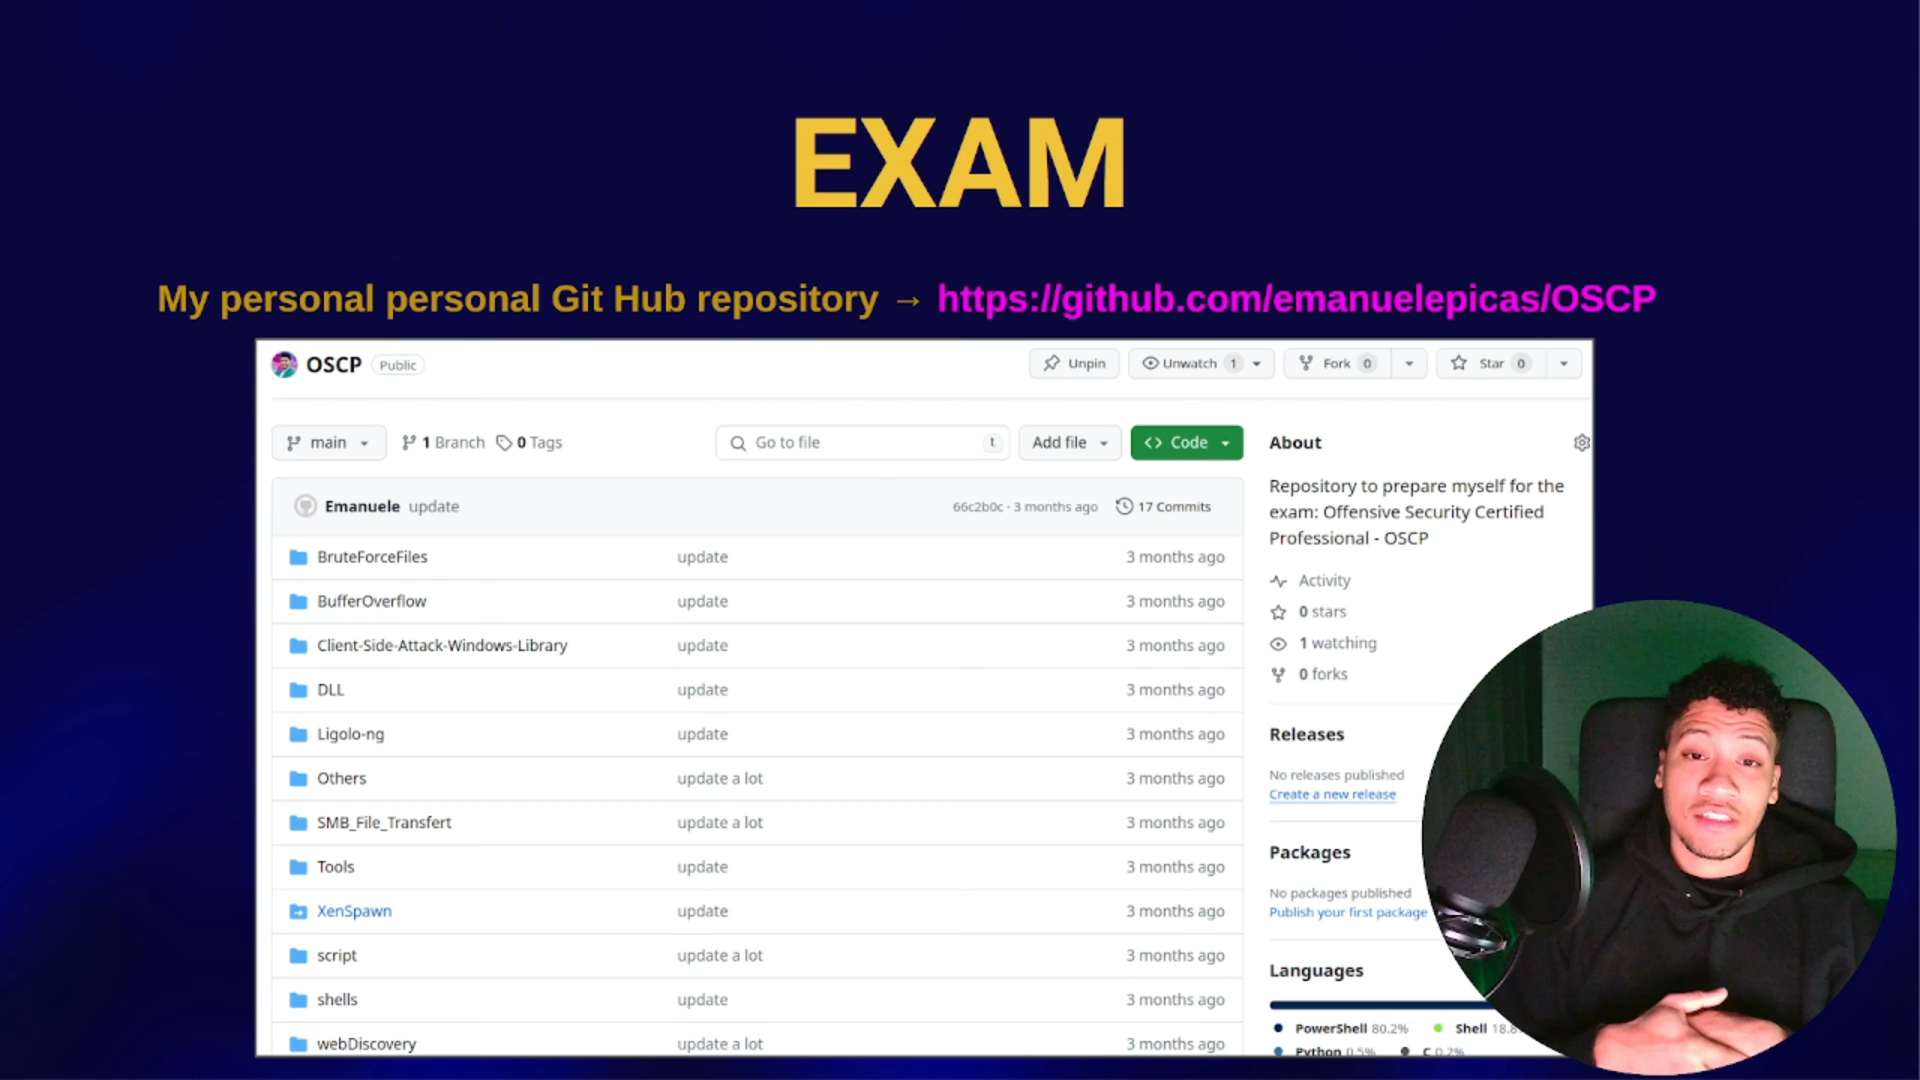 EXAM
My personal personal Git Hub repository → https://github.com/emanuelepicas/OSCP
OSCP Public Unpin Unwatch 1 Fork 0 Star 0
main 1 Branch 0 Tags Go to file t Add file Code
Emanuele update 66c2b0c · 3 months ago 17 Commits
BruteForceFiles update 3 months ago
BufferOverflow update 3 months ago
Client-Side-Attack-Windows-Library update 3 months ago
DLL update 3 months ago
Ligolo-ng update 3 months ago
Others update a lot 3 months ago
SMB_File_Transfert update a lot 3 months ago
Tools update 3 months ago
XenSpawn update 3 months ago
script update a lot 3 months ago
shells update 3 months ago
webDiscovery update a lot 3 months ago
About
Repository to prepare myself for the
exam: Offensive Security Certified
Professional - OSCP
Activity
0 stars
1 watching
0 forks
Releases
No releases published
Create a new release
Packages
No packages published
Publish your first package
Languages
PowerShell 80.2% Shell 18.8
Python 0.5% C 0.2%